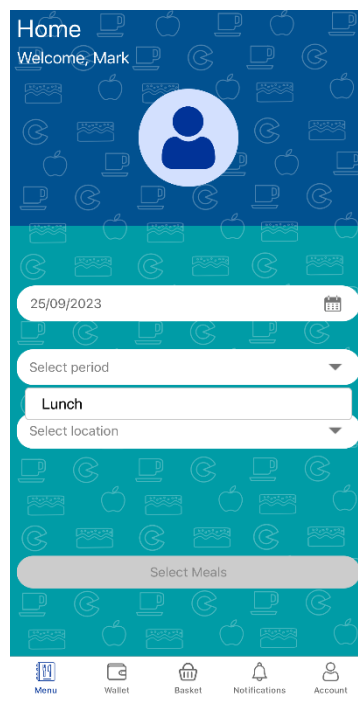 Home
Welcome, Mark
25/09/2023
Select period
Lunch
Select location
Select Meals
Menu Wallet Basket Notifications Account